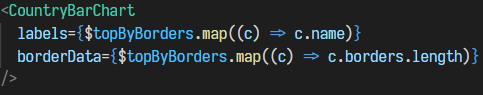 <CountryBarChart
labels={$topByBorders.map((c) => c.name)}
borderData={$topByBorders.map((c) => c.borders.length)}
/>